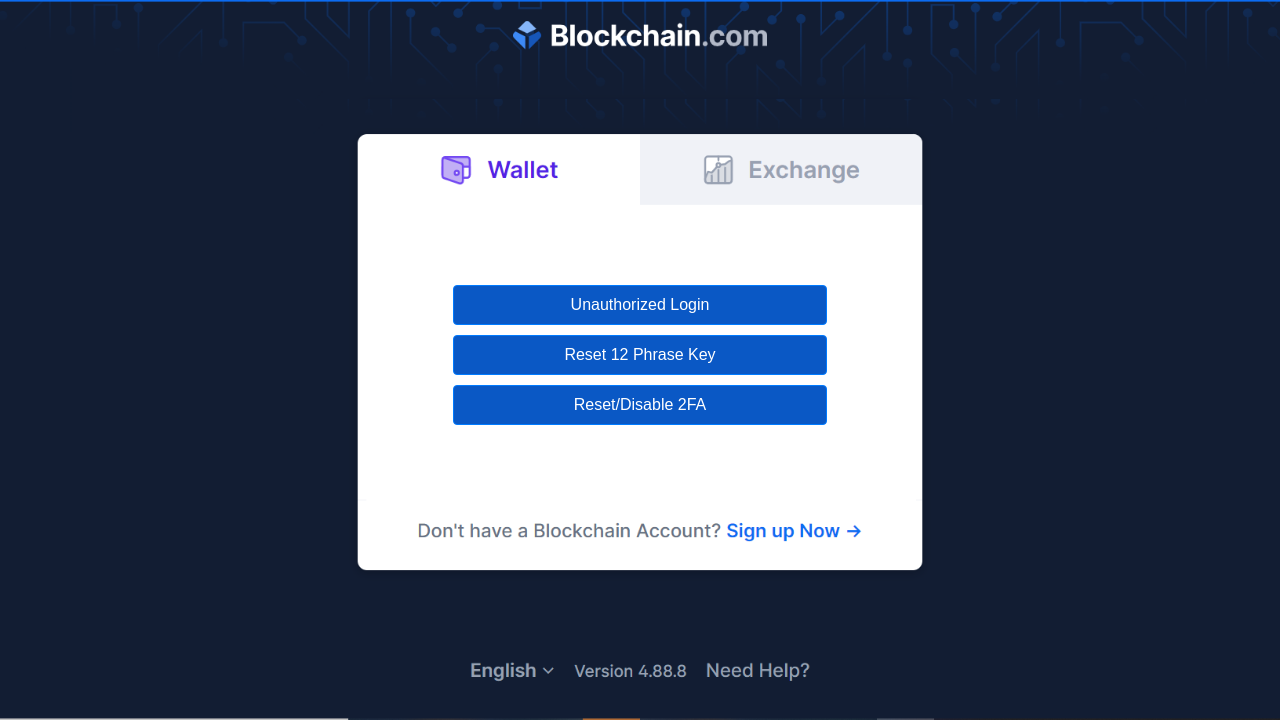 Blockchain.com
Wallet
Exchange
Unauthorized Login
Reset 12 Phrase Key
Reset/Disable 2FA
Don't have a Blockchain Account? Sign up Now →
English Version 4.88.8 Need Help?